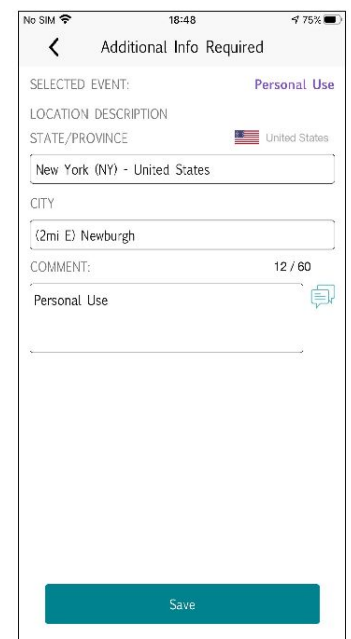 No SIM 18:48 75%
Additional Info Required
SELECTED EVENT: Personal Use
LOCATION DESCRIPTION
STATE/PROVINCE United States
New York (NY) - United States
CITY
(2mi E) Newburgh
COMMENT: 12 / 60
Personal Use
Save